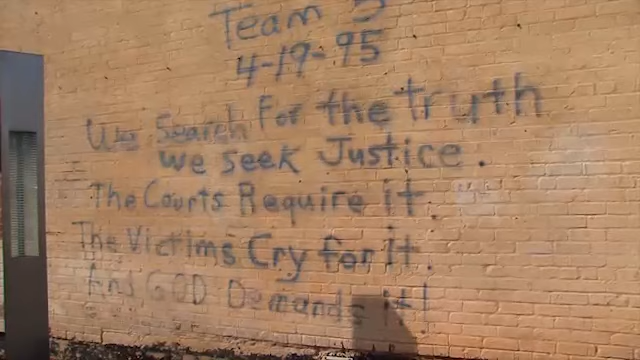 Team 5
4-19-95
We Search For the truth
We seek Justice.
The Courts Require it.
The Victims Cry for It.
And GOD Demands it!